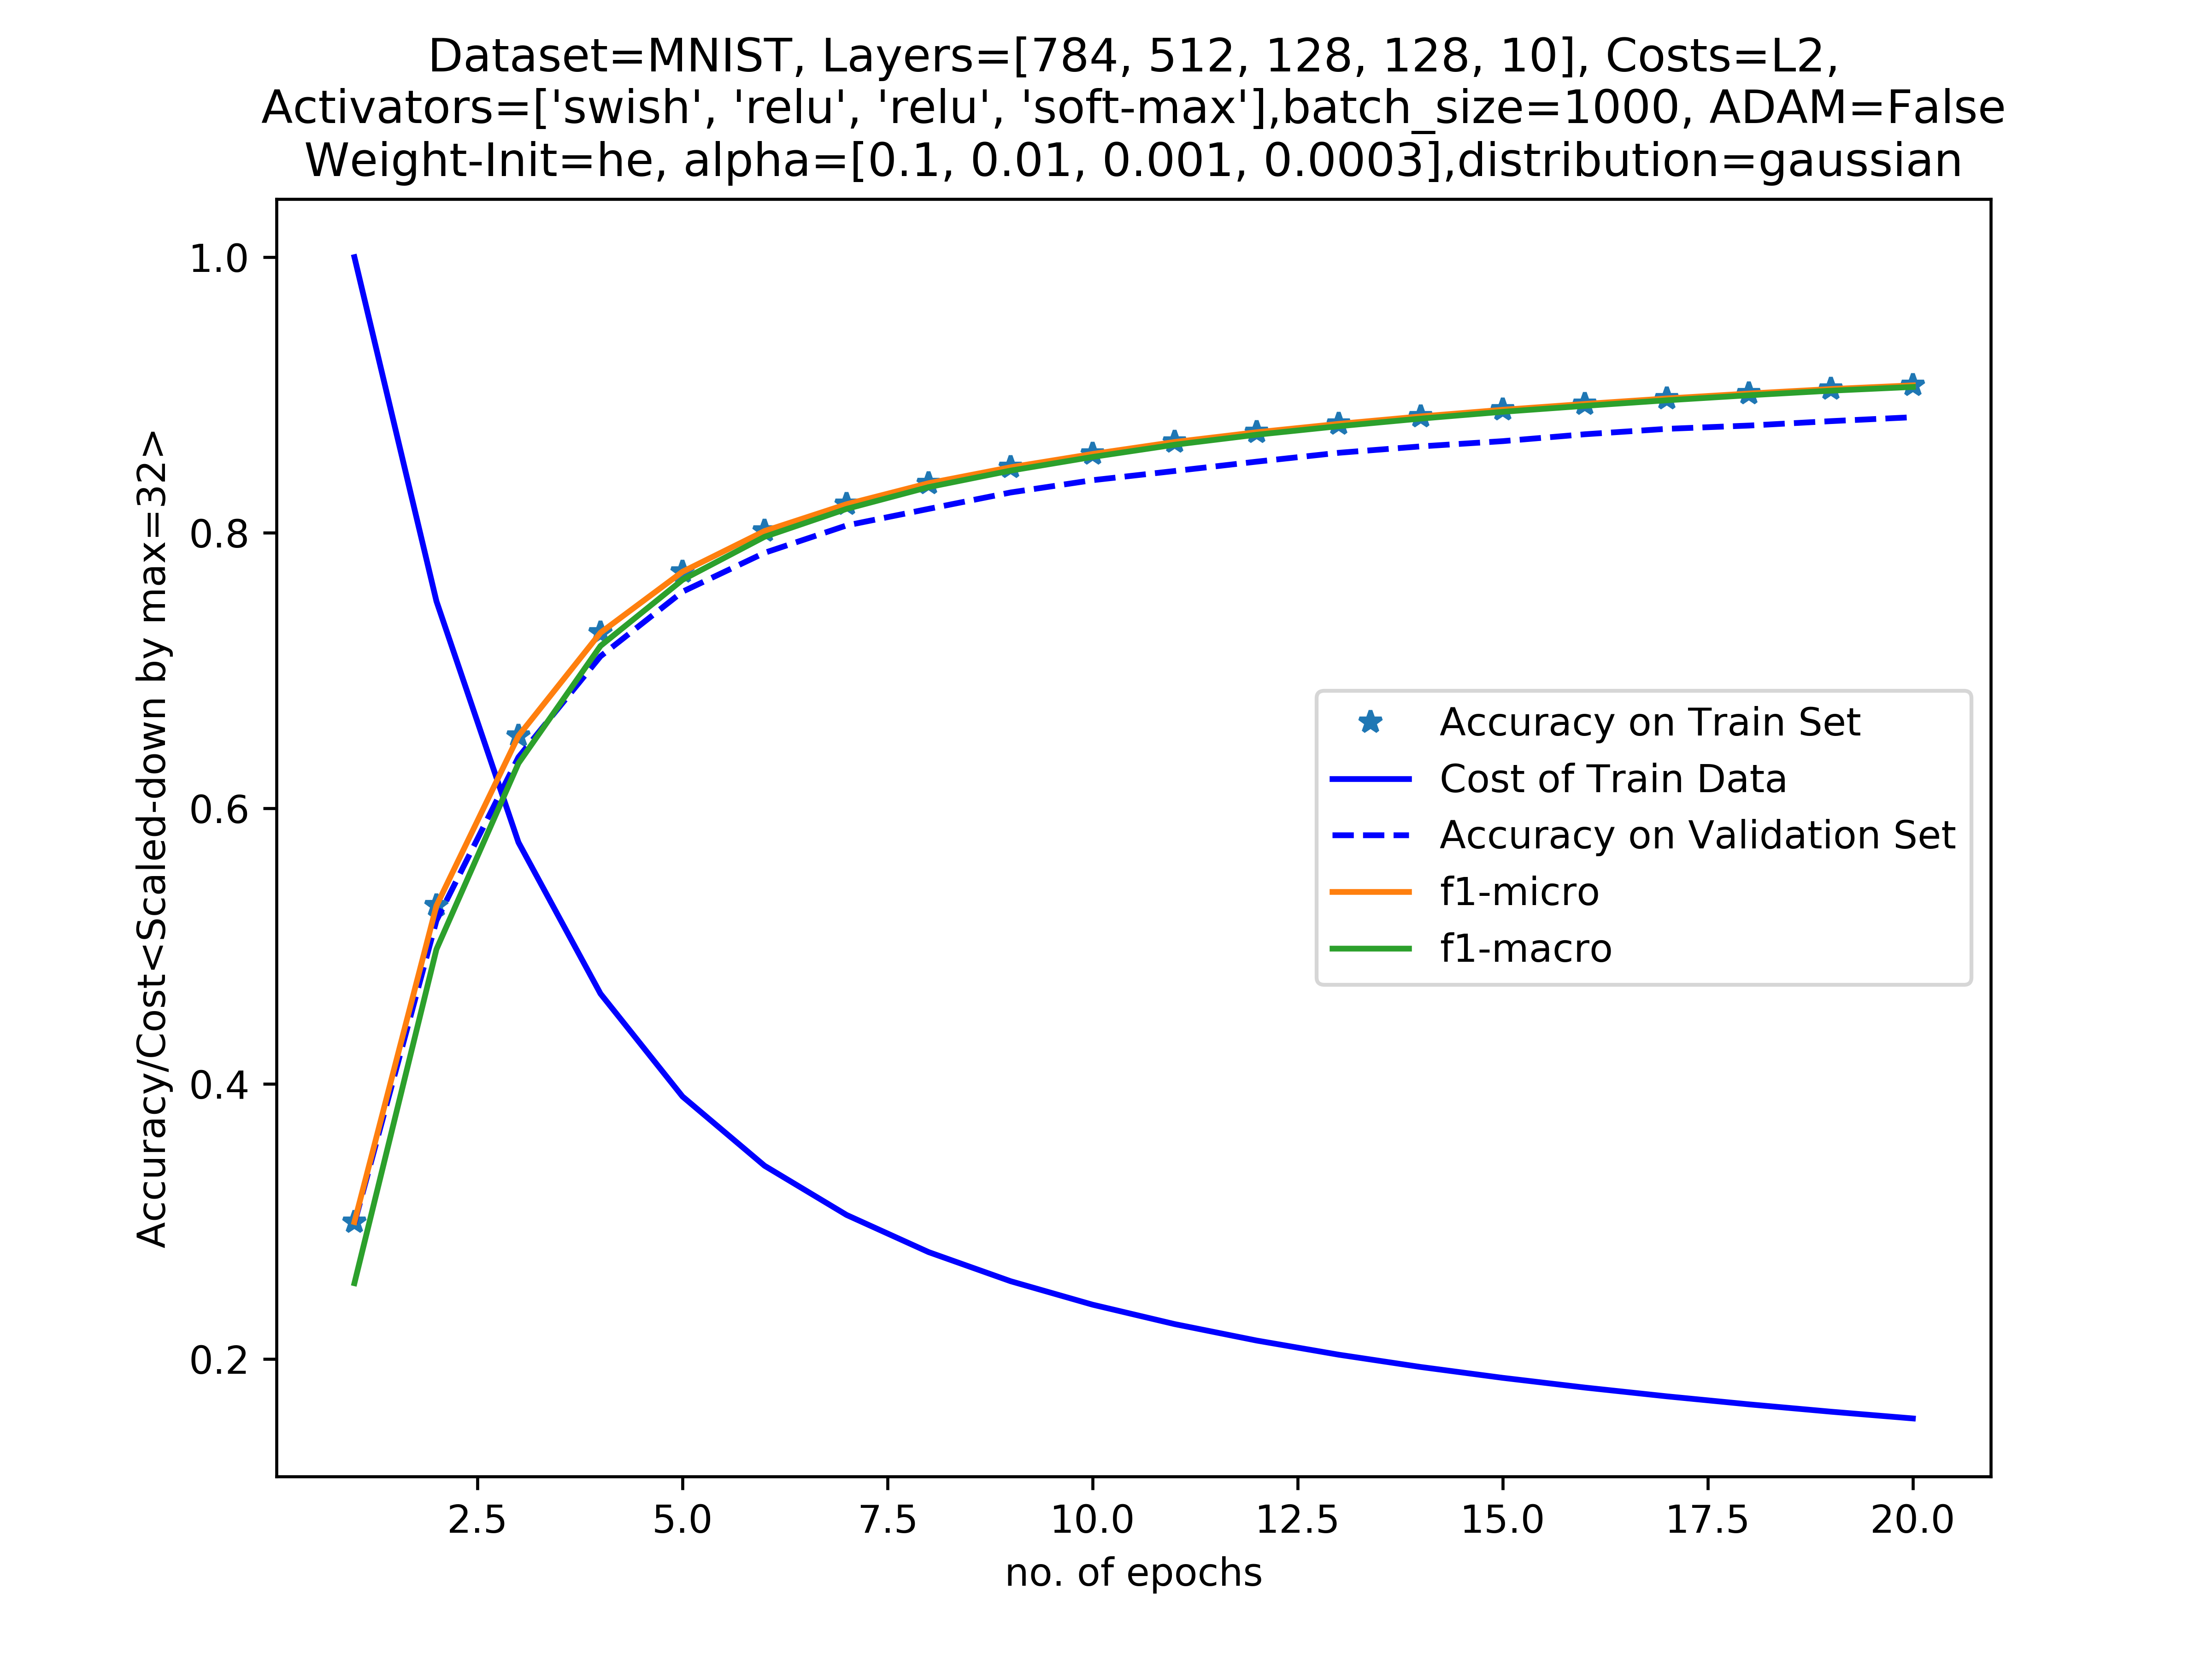 Dataset=MNIST, Layers=[784, 512, 128, 128, 10], Costs=L2,
Activators=['swish', 'relu', 'relu', 'soft-max'],batch_size=1000, ADAM=False
Weight-Init=he, alpha=[0.1, 0.01, 0.001, 0.0003],distribution=gaussian
Accuracy/Cost<Scaled-down by max=32>
1.0
0.8
0.6
0.4
0.2
Accuracy on Train Set
Cost of Train Data
Accuracy on Validation Set
f1-micro
f1-macro
2.5 5.0 7.5 10.0 12.5 15.0 17.5 20.0
no. of epochs